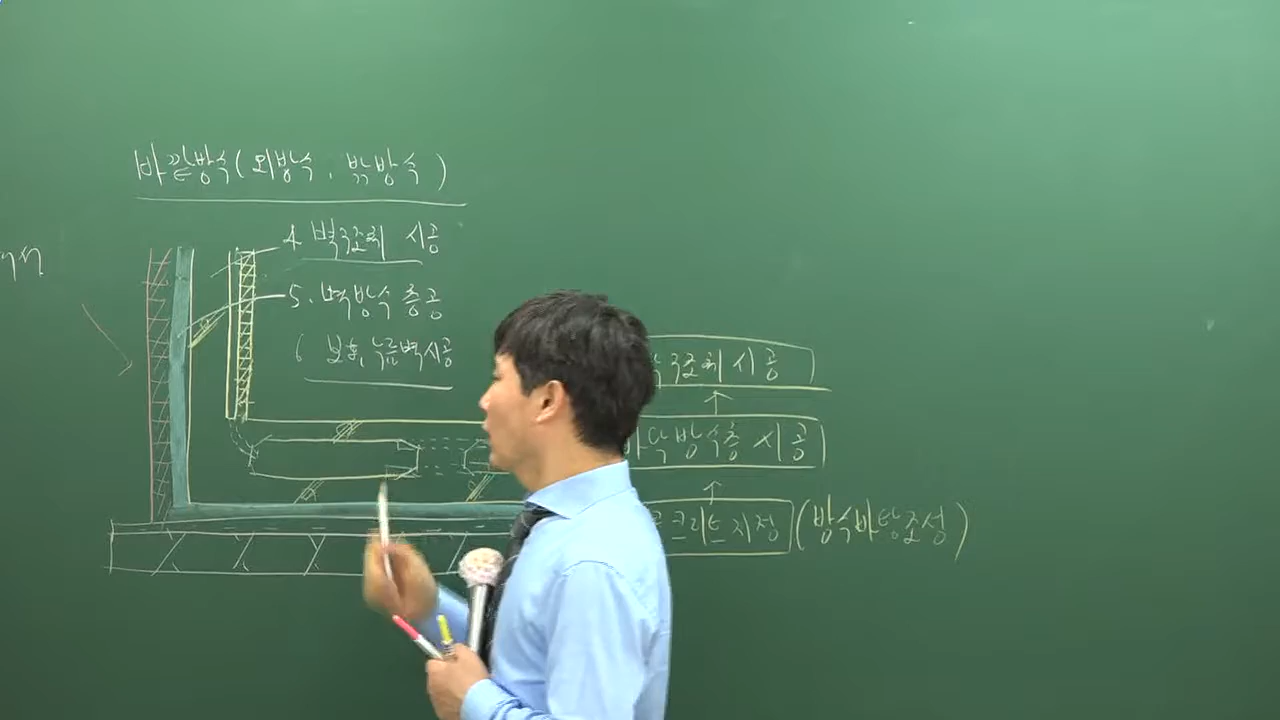 바깥방수(외방수, 밖방수)
4. 벽구조체 시공
5. 벽방수층공
6 보호누름벽시공
구조체 시공
바닥방수층 시공
콘크리트 지정 (방수바탕조성)